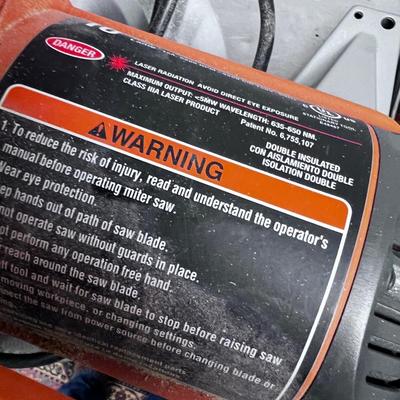 DANGER
LASER RADIATION AVOID DIRECT EYE EXPOSURE
MAXIMUM OUTPUT: <5MW WAVELENGTH: 635-650 NM.
CLASS IIIA LASER PRODUCT
Patent No. 6,755,107
DOUBLE INSULATED
CON AISLAMIENTO DOUBLE
ISOLATION DOUBLE
WARNING
1. To reduce the risk of injury, read and understand the operator's
manual before operating miter saw.
Wear eye protection.
ep hands out of path of saw blade.
not operate saw without guards in place.
ot perform any operation free hand.
reach around the saw blade.
ff tool and wait for saw blade to stop before raising saw
moving workpiece, or changing settings.
nect the saw from power source before changing blade or